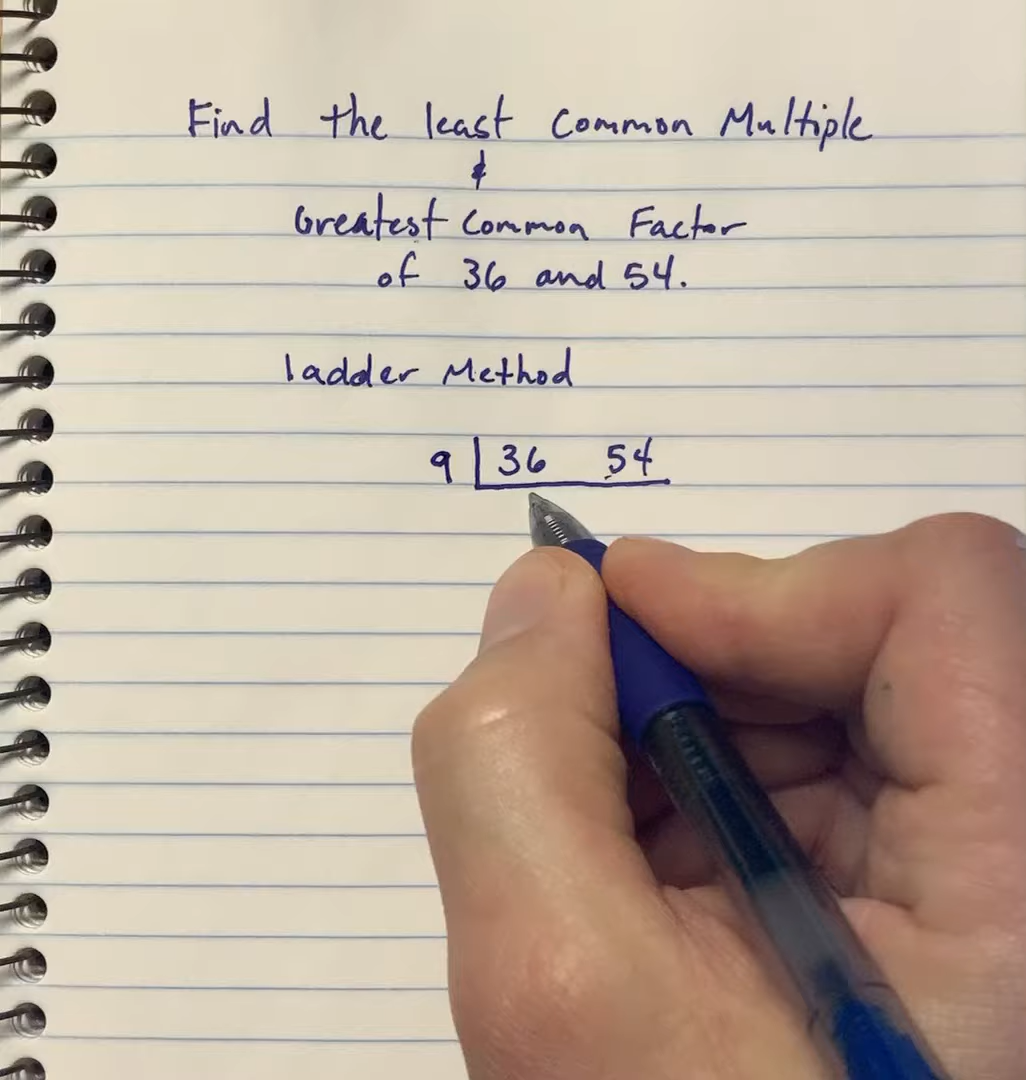 Find the least Common Multiple
&
Greatest Common Factor
of 36 and 54.
ladder Method
9 36 54